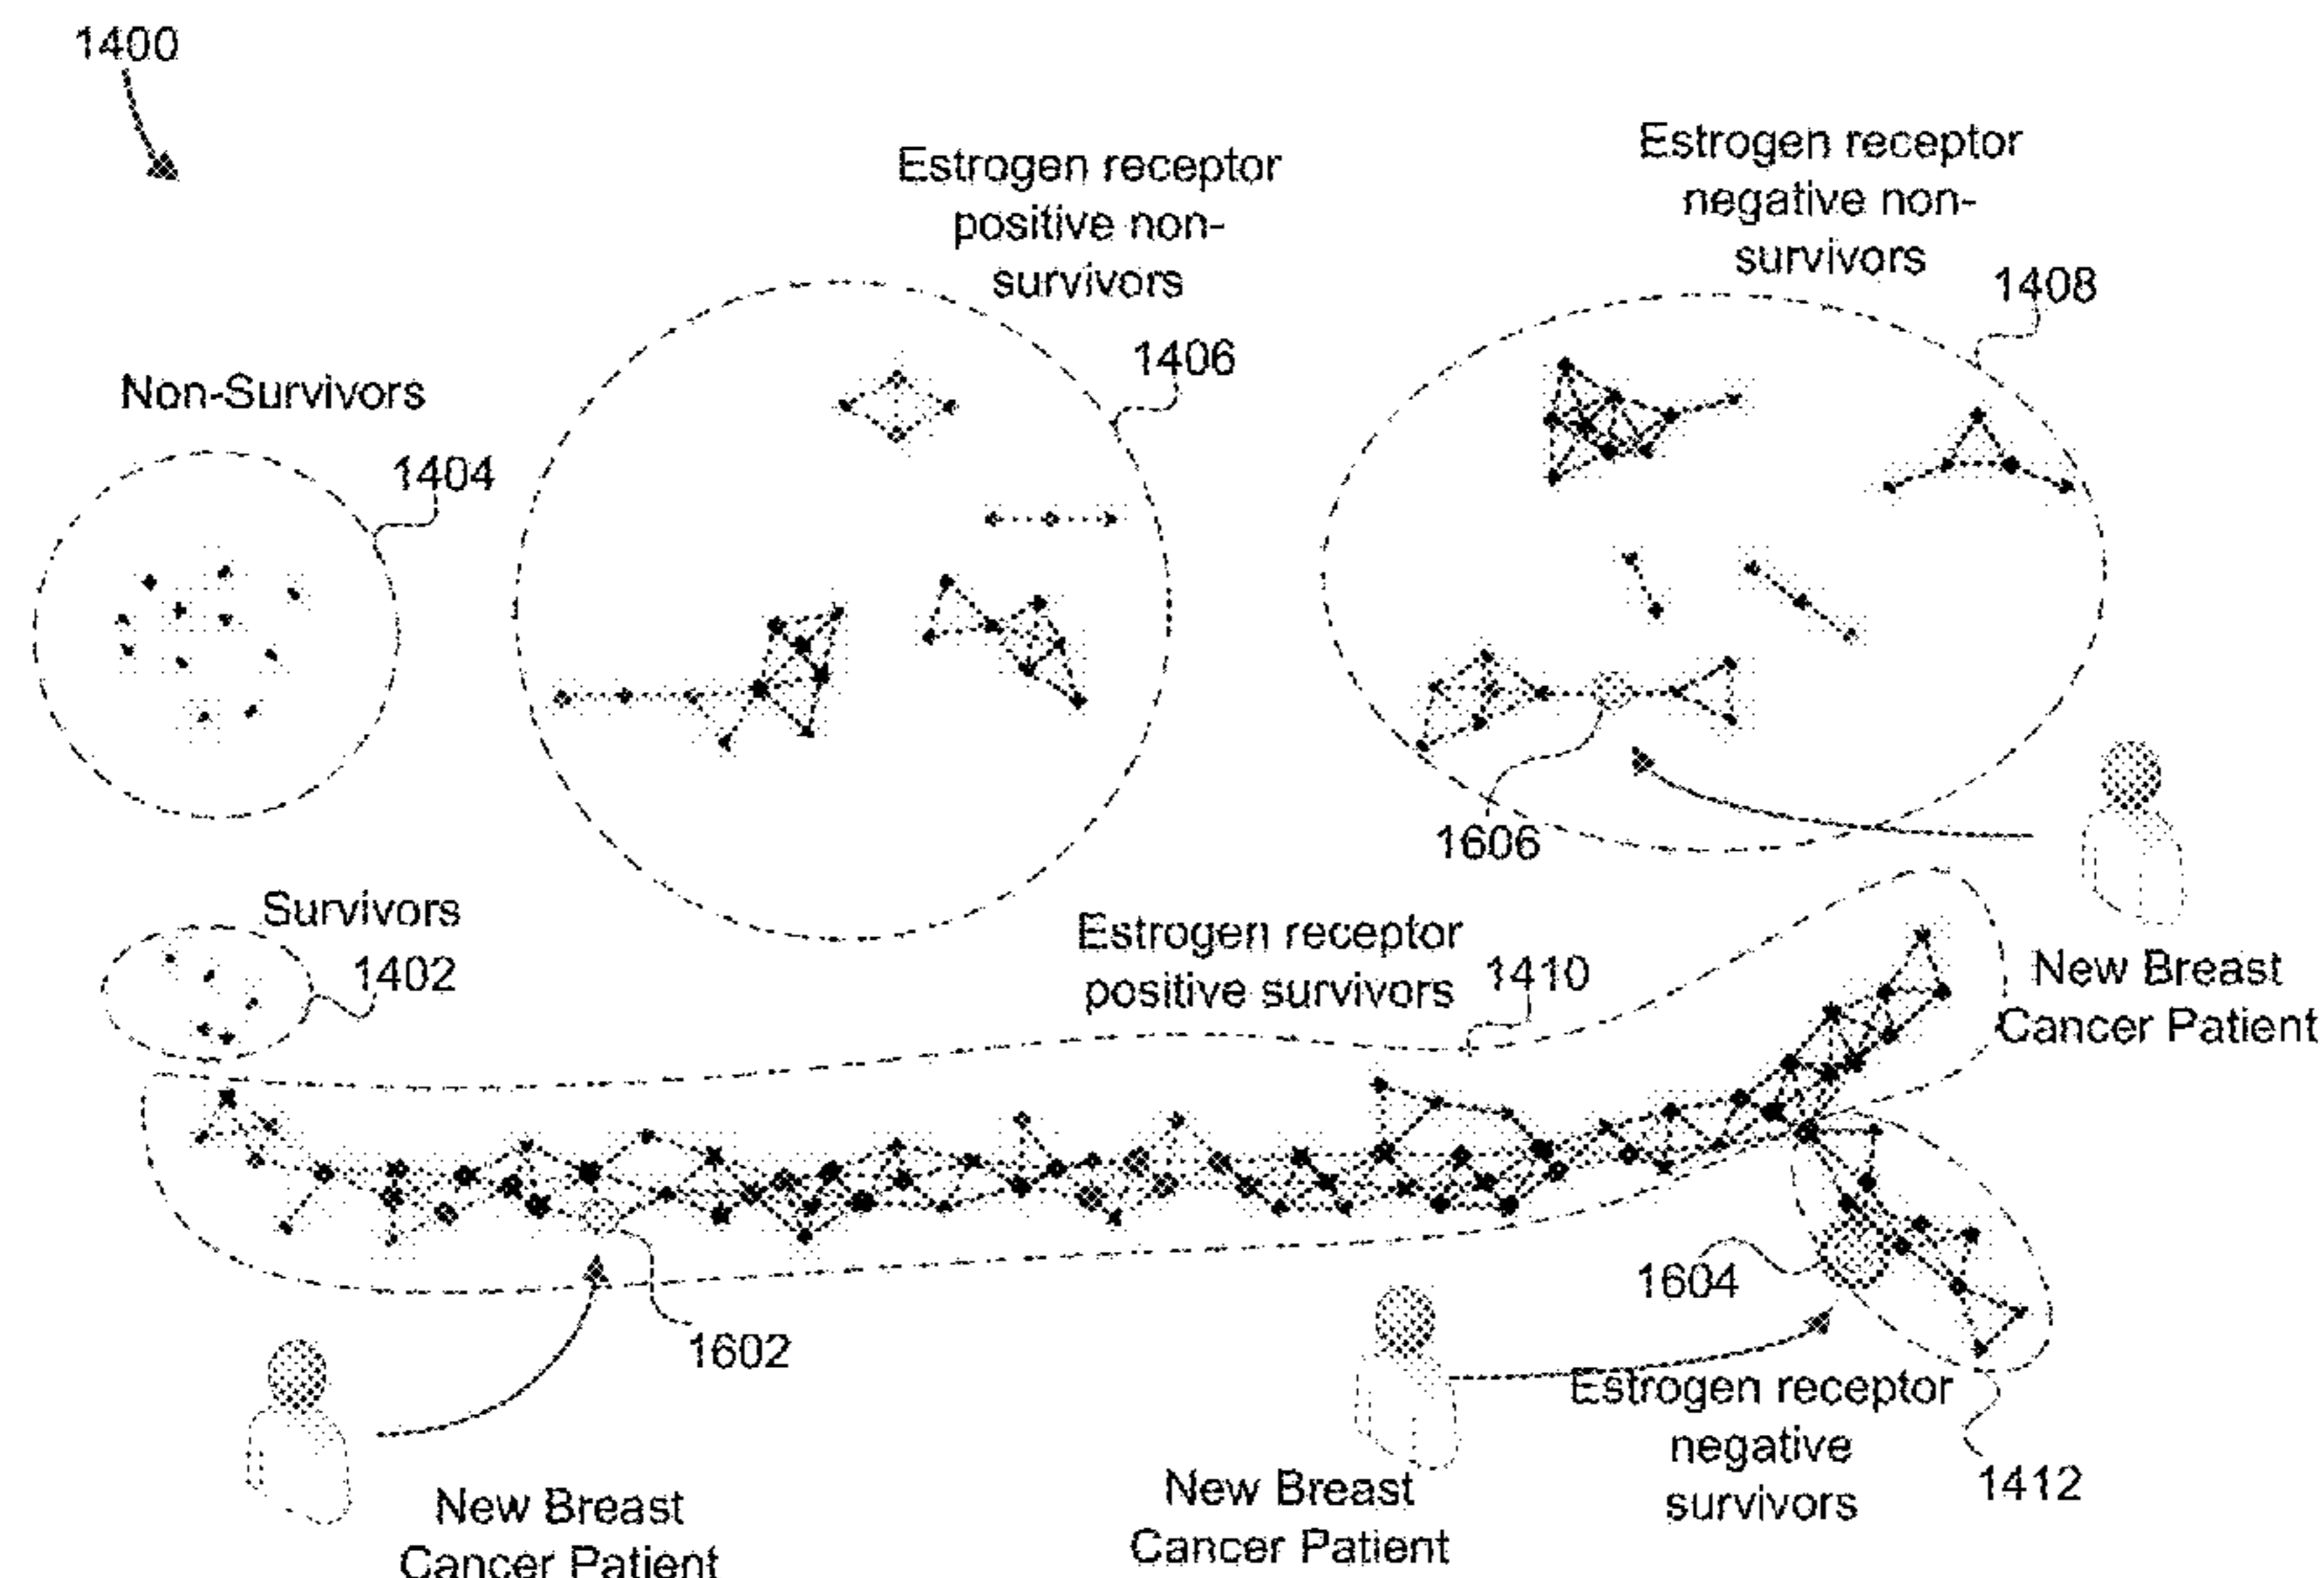 1400
Estrogen receptor
positive non-
survivors
1406
Estrogen receptor
negative non-
survivors
1408
Non-Survivors
1404
1606
Survivors
1402
Estrogen receptor
positive survivors
1410
New Breast
Cancer Patient
1602
1604
Estrogen receptor
negative
survivors
1412
New Breast
Cancer Patient
New Breast
Cancer Patient